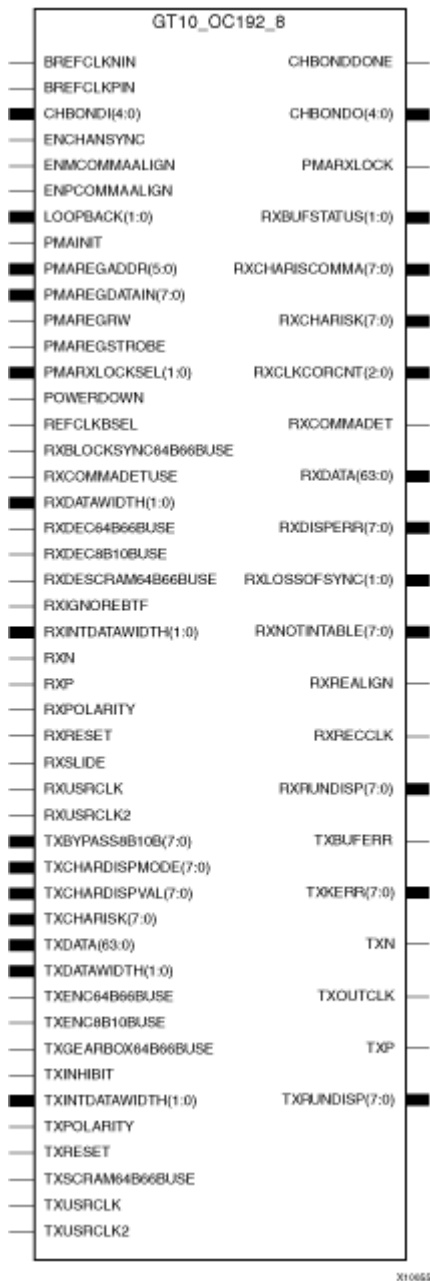 GT10_OC192_8
BREFCLKNIN CHBONDDONE
BREFCLKPIN
CHBONDI(4:0) CHBONDO(4:0)
ENCHANSYNC
ENMCOMMAALIGN PMARXLOCK
ENPCOMMAALIGN
LOOPBACK(1:0) RXBUFSTATUS(1:0)
PMAINIT
PMAREGADDR(5:0) RXCHARISCOMMA(7:0)
PMAREGDATAIN(7:0)
PMAREGRW RXCHARISK(7:0)
PMAREGSTROBE
PMARXLOCKSEL(1:0) RXCLKCORCNT(2:0)
POWERDOWN
REFCLKBSEL RXCOMMADET
RXBLOCKSYNC64B66BUSE
RXCOMMADETUSE RXDATA(63:0)
RXDATAWIDTH(1:0)
RXDEC64B66BUSE RXDISPERR(7:0)
RXDEC8B10BUSE
RXDESCRAM64B66BUSE RXLOSSOFSYNC(1:0)
RXIGNOREBTF
RXINTDATAWIDTH(1:0) RXNOTINTABLE(7:0)
RXN
RXP RXREALIGN
RXPOLARITY
RXRESET RXRECCLK
RXSLIDE
RXUSRCLK RXRUNDISP(7:0)
RXUSRCLK2
TXBYPASS8B10B(7:0) TXBUFERR
TXCHARDISPMODE(7:0)
TXCHARDISPVAL(7:0) TXKERR(7:0)
TXCHARISK(7:0)
TXDATA(63:0) TXN
TXDATAWIDTH(1:0)
TXENC64B66BUSE TXOUTCLK
TXENC8B10BUSE
TXGEARBOX64B66BUSE TXP
TXINHIBIT
TXINTDATAWIDTH(1:0) TXRUNDISP(7:0)
TXPOLARITY
TXRESET
TXSCRAM64B66BUSE
TXUSRCLK
TXUSRCLK2